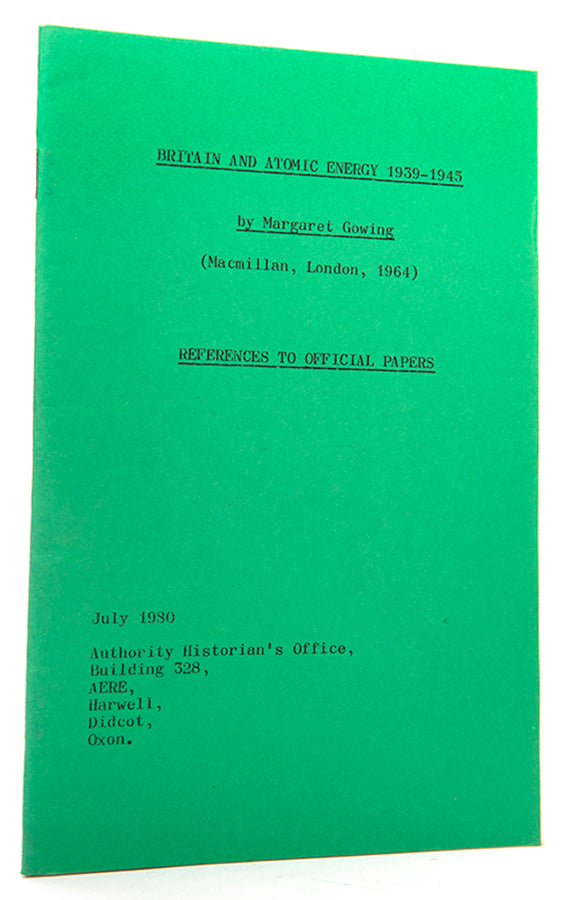 BRITAIN AND ATOMIC ENERGY 1939-1945
by Margaret Gowing
(Macmillan, London, 1964)
REFERENCES TO OFFICIAL PAPERS
July 1980
Authority Historian's Office,
Building 328,
AERE,
Harwell,
Didcot,
Oxon.